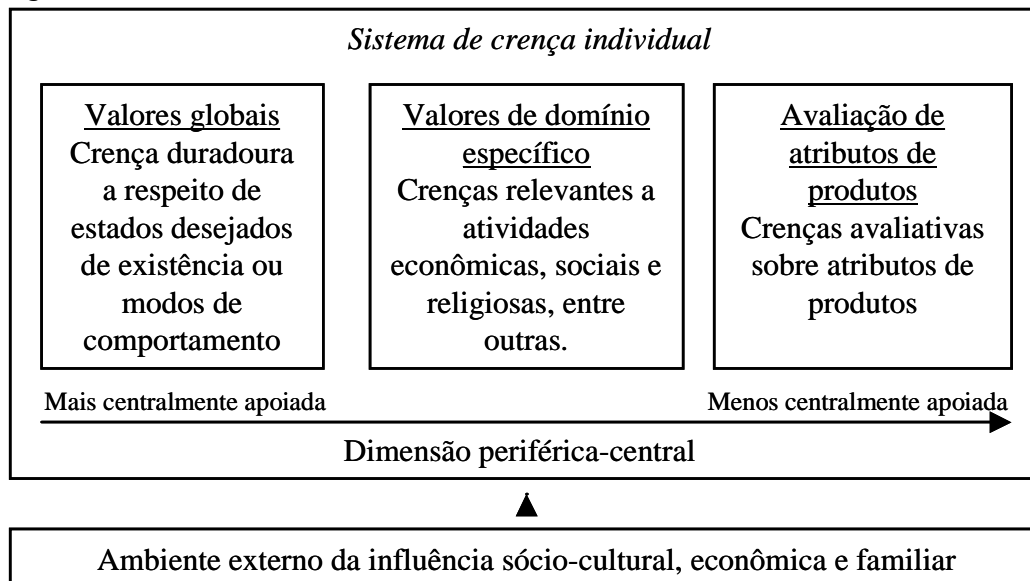 Sistema de crença individual
Valores globais
Crença duradoura
a respeito de
estados desejados
de existência ou
modos de
comportamento
Valores de domínio
específico
Crenças relevantes a
atividades
econômicas, sociais e
religiosas, entre
outras.
Avaliação de
atributos de
produtos
Crenças avaliativas
sobre atributos de
produtos
Mais centralmente apoiada
Menos centralmente apoiada
Dimensão periférica-central
Ambiente externo da influência sócio-cultural, econômica e familiar